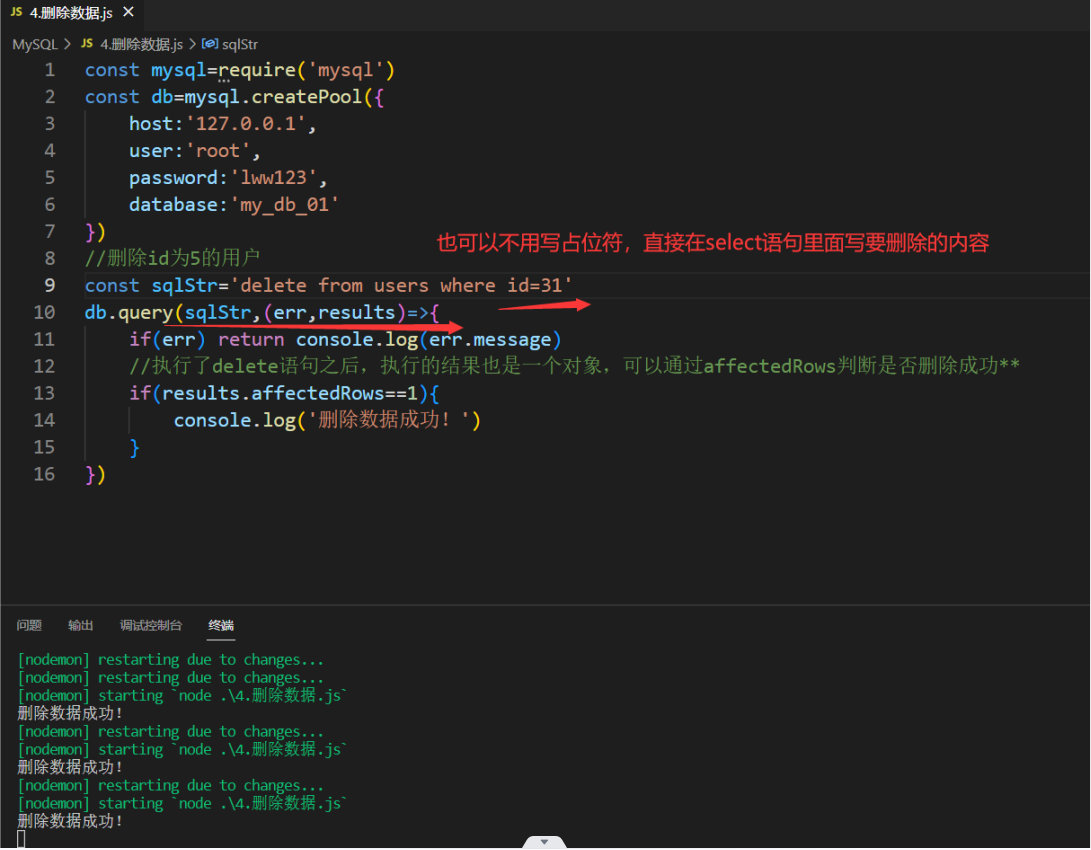 JS 4.删除数据.js ×
MySQL > JS 4.删除数据.js > sqlStr
1 const mysql=require('mysql')
2 const db=mysql.createPool({
3 host:'127.0.0.1',
4 user:'root',
5 password:'lww123',
6 database:'my_db_01'
7 })
也可以不用写占位符，直接在select语句里面写要删除的内容
8 //删除id为5的用户
9 const sqlStr='delete from users where id=31'
10 db.query(sqlStr,(err,results)=>{
11 if(err) return console.log(err.message)
12 //执行了delete语句之后，执行的结果也是一个对象，可以通过affectedRows判断是否删除成功**
13 if(results.affectedRows==1){
14 console.log('删除数据成功！')
15 }
16 })
问题 输出 调试控制台 终端
[nodemon] restarting due to changes...
[nodemon] restarting due to changes...
[nodemon] starting `node .\4.删除数据.js`
删除数据成功！
[nodemon] restarting due to changes...
[nodemon] starting `node .\4.删除数据.js`
删除数据成功！
[nodemon] restarting due to changes...
[nodemon] starting `node .\4.删除数据.js`
删除数据成功！